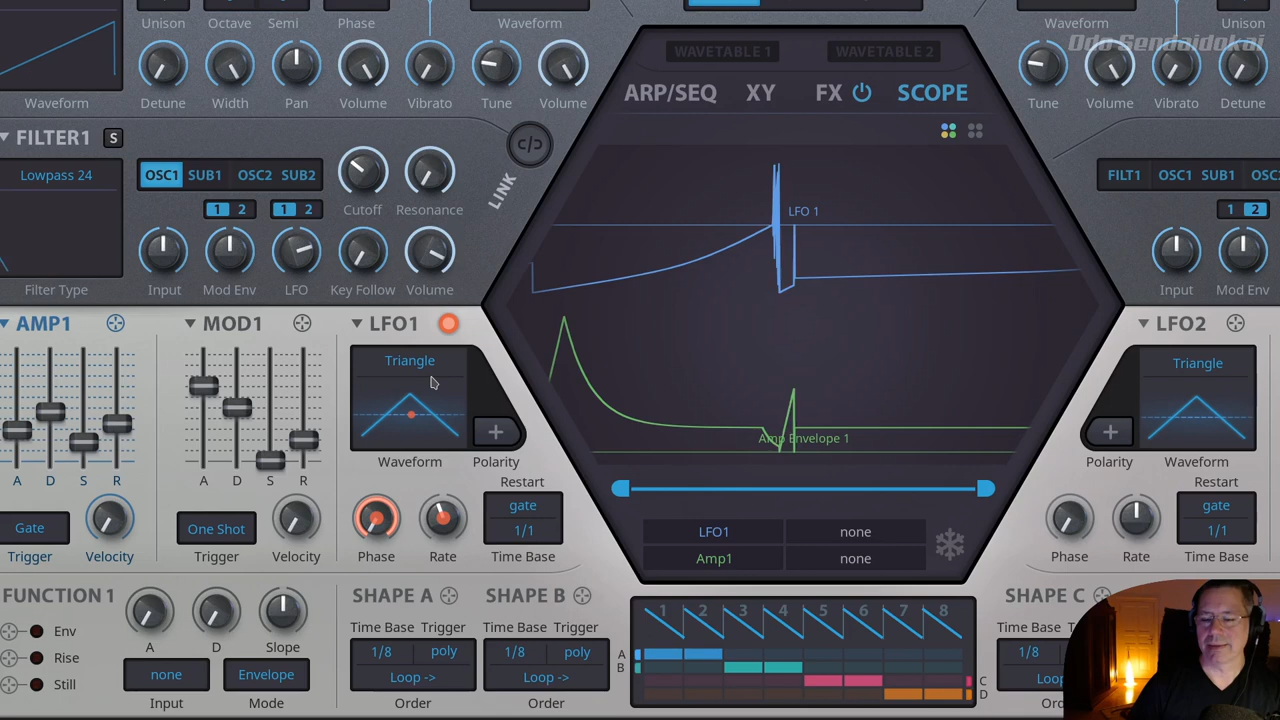 Unison Octave Semi Phase Waveform
Waveform Unison
Odo Sendaidokai
WAVETABLE 1 WAVETABLE 2
ARP/SEQ XY FX SCOPE
Waveform Detune Width Pan Volume Vibrato Tune Volume
Tune Volume Vibrato Detune
FILTER1 S
LINK
Lowpass 24
OSC1 SUB1 OSC2 SUB2
FILT1 OSC1 SUB1
1 2 1 2 Cutoff Resonance
1 2
LFO 1
Filter Type Input Mod Env LFO Key Follow Volume
Input Mod Env
AMP1 MOD1 LFO1
LFO2
Triangle
Triangle
Amp Envelope 1
Waveform Polarity
Polarity Waveform
A D S R A D S R
Restart
gate
1/1
Restart
gate
1/1
Gate One Shot
Trigger Velocity Trigger Velocity Phase Rate Time Base
Phase Rate Time Base
LFO1 none
Amp1 none
FUNCTION 1
Env
Rise
Still
A D Slope
none Envelope
Input Mode
SHAPE A SHAPE B
Time Base Trigger Time Base Trigger
1/8 poly 1/8 poly
Loop -> Loop ->
Order Order
1 2 3 4 5 6 7 8
A
B
C
D
SHAPE C
Time Base
1/8